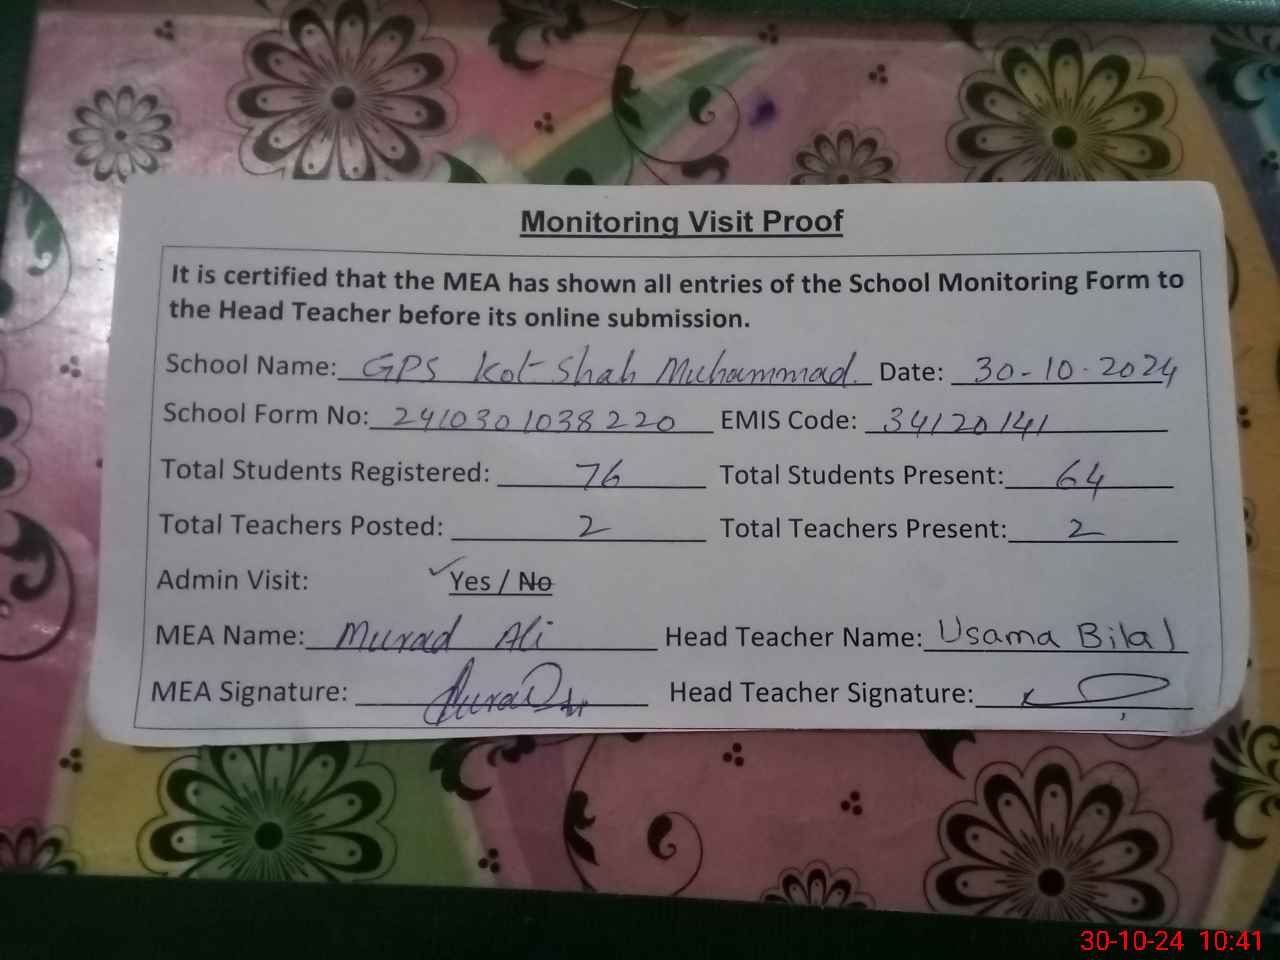 Monitoring Visit Proof
It is certified that the MEA has shown all entries of the School Monitoring Form to
the Head Teacher before its online submission.
School Name: GPS Kot Shah Muhammad. Date: 30-10-2024
School Form No: 2410301038220 EMIS Code: 34120141
Total Students Registered: 76 Total Students Present: 64
Total Teachers Posted: 2 Total Teachers Present: 2
Admin Visit: ✓Yes / No
MEA Name: Murad Ali Head Teacher Name: Usama Bilal
MEA Signature: Head Teacher Signature:
30-10-24 10:41